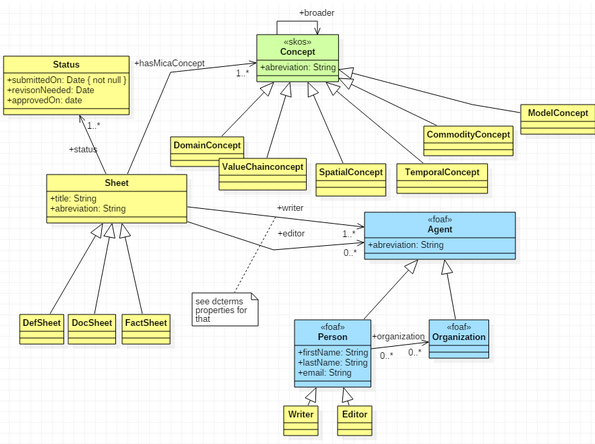 +broader
«skos»
Concept
+abreviation: String
+hasMicaConcept
1..*
Status
+submittedOn: Date { not null }
+revisonNeeded: Date
+approvedOn: date
1..*
+status
ModelConcept
CommodityConcept
DomainConcept
ValueChainconcept
SpatialConcept
TemporalConcept
Sheet
+title: String
+abreviation: String
+writer
1..*
+editor
0..*
«foaf»
Agent
+abreviation: String
see dcterms
properties for
that
DefSheet
DocSheet
FactSheet
«foaf»
Person
+firstName: String
+lastName: String
+email: String
+organization
0..*
0..*
«foaf»
Organization
Writer
Editor